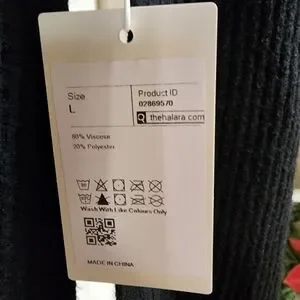 Size
L
Product ID
02869570
thehalara.com
80% Viscose
20% Polyester
Wash With Like Colours Only
MADE IN CHINA